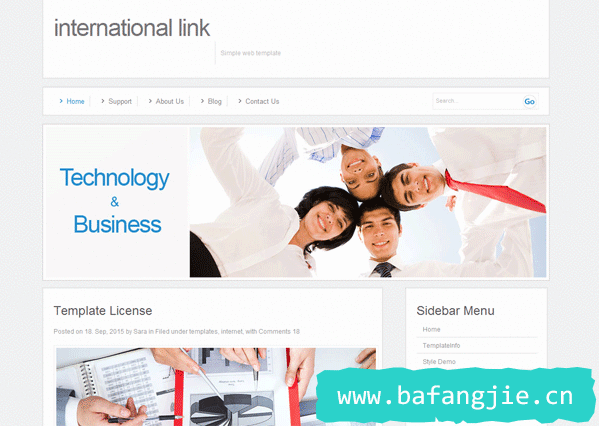 international link
Simple web template
Home Support About Us Blog Contact Us Search... Go
Technology
&
Business
Template License
Posted on 18. Sep, 2015 by Sara in Filed under templates, internet, with Comments 18
Sidebar Menu
Home
TemplateInfo
Style Demo
www.bafangjie.cn